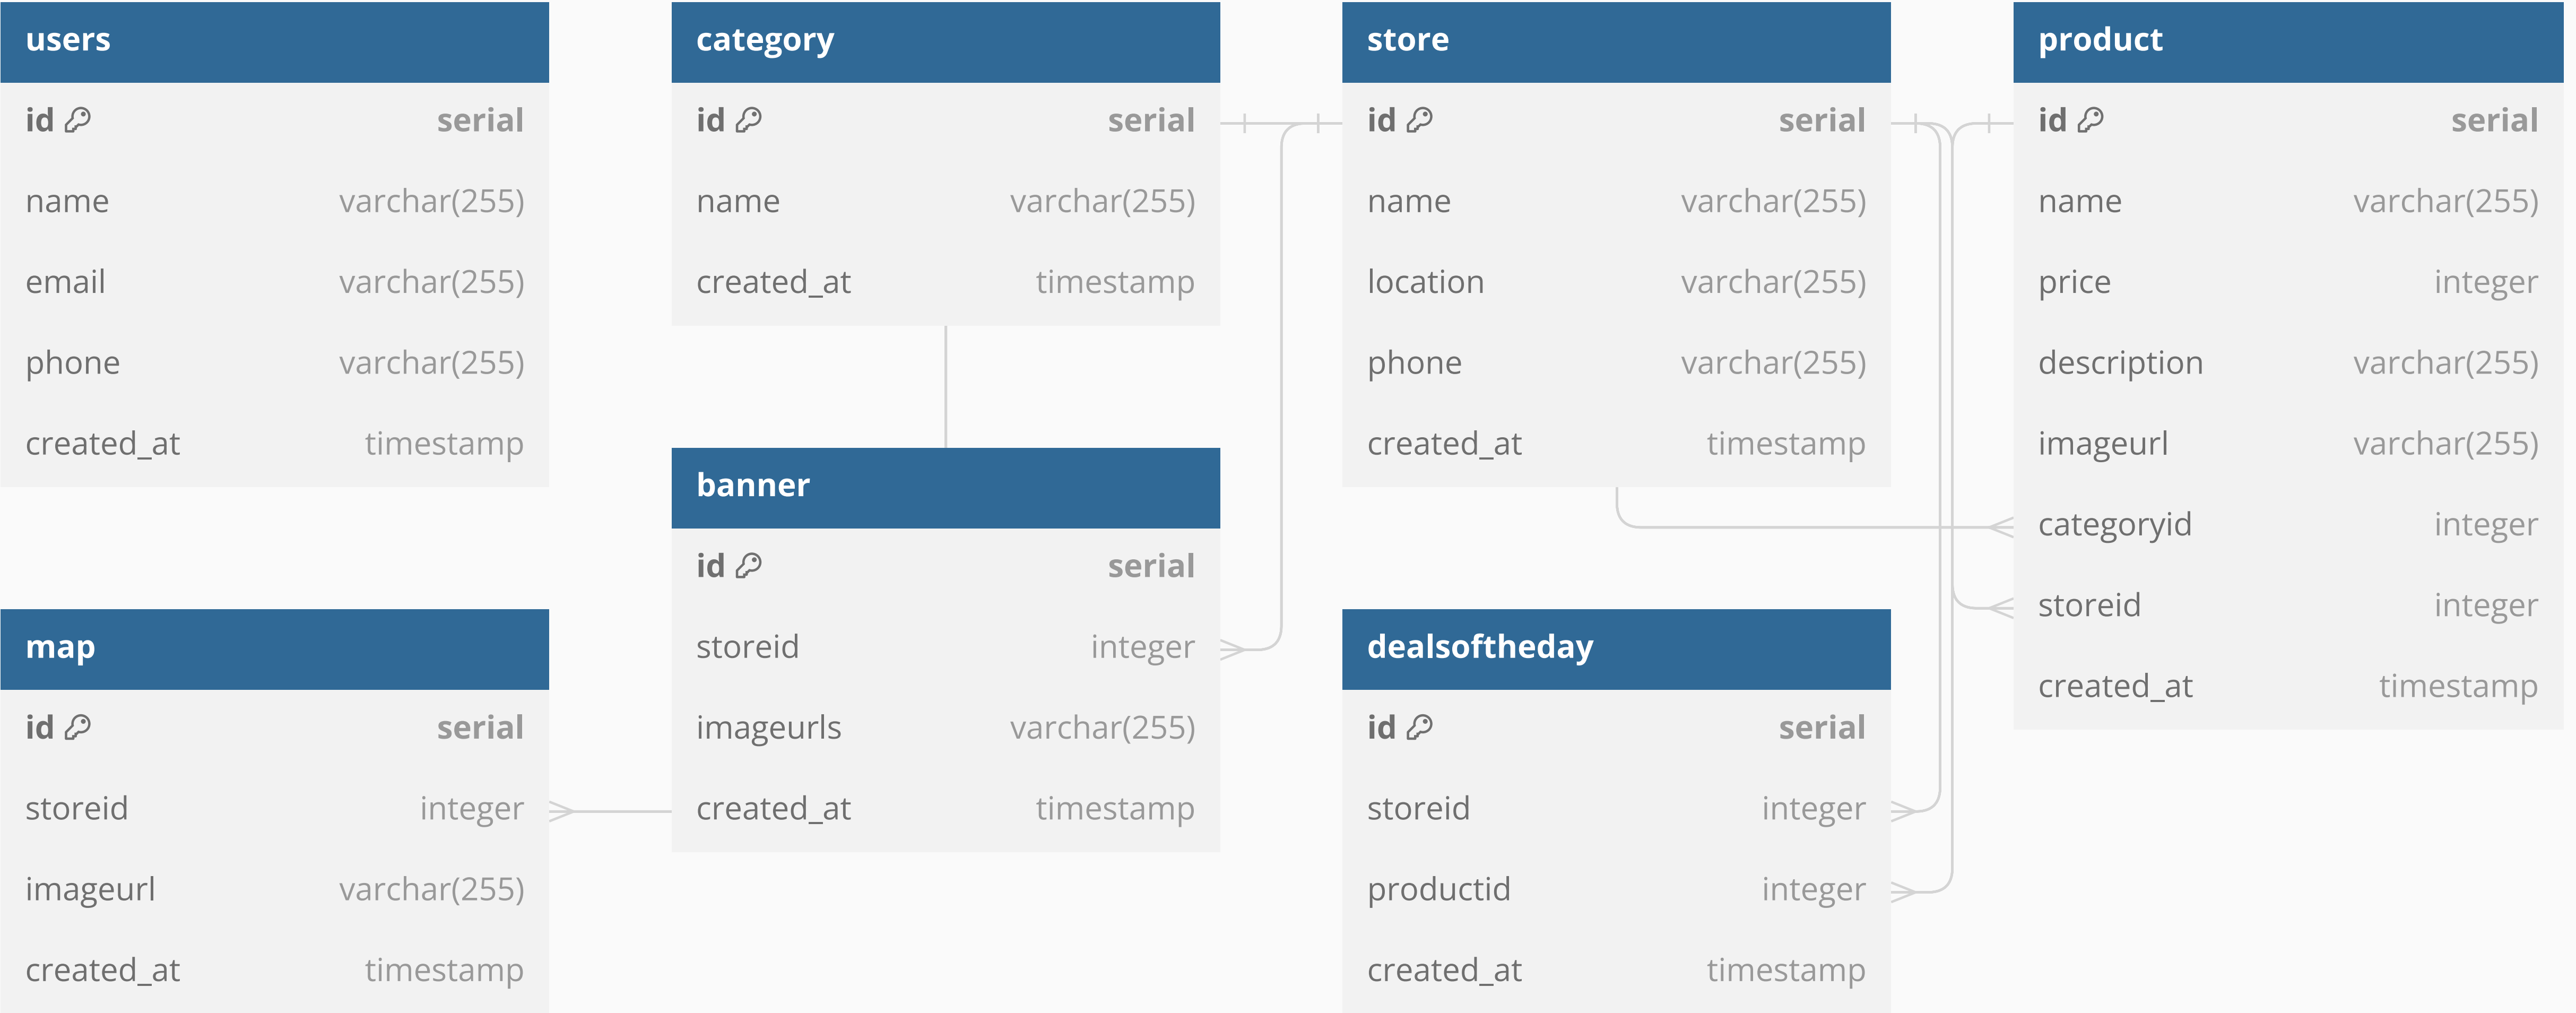 users
id serial
name varchar(255)
email varchar(255)
phone varchar(255)
created_at timestamp
category
id serial
name varchar(255)
created_at timestamp
store
id serial
name varchar(255)
location varchar(255)
phone varchar(255)
created_at timestamp
product
id serial
name varchar(255)
price integer
description varchar(255)
imageurl varchar(255)
categoryid integer
storeid integer
created_at timestamp
banner
id serial
storeid integer
imageurls varchar(255)
created_at timestamp
map
id serial
storeid integer
imageurl varchar(255)
created_at timestamp
dealsoftheday
id serial
storeid integer
productid integer
created_at timestamp